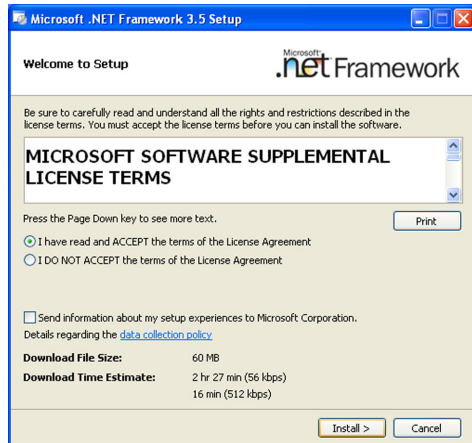 Microsoft .NET Framework 3.5 Setup
Welcome to Setup
Microsoft
.net Framework
Be sure to carefully read and understand all the rights and restrictions described in the
license terms. You must accept the license terms before you can install the software.
MICROSOFT SOFTWARE SUPPLEMENTAL
LICENSE TERMS
Press the Page Down key to see more text.
Print
I have read and ACCEPT the terms of the License Agreement
I DO NOT ACCEPT the terms of the License Agreement
Send information about my setup experiences to Microsoft Corporation.
Details regarding the data collection policy
Download File Size: 60 MB
Download Time Estimate: 2 hr 27 min (56 kbps)
16 min (512 kbps)
Install > Cancel